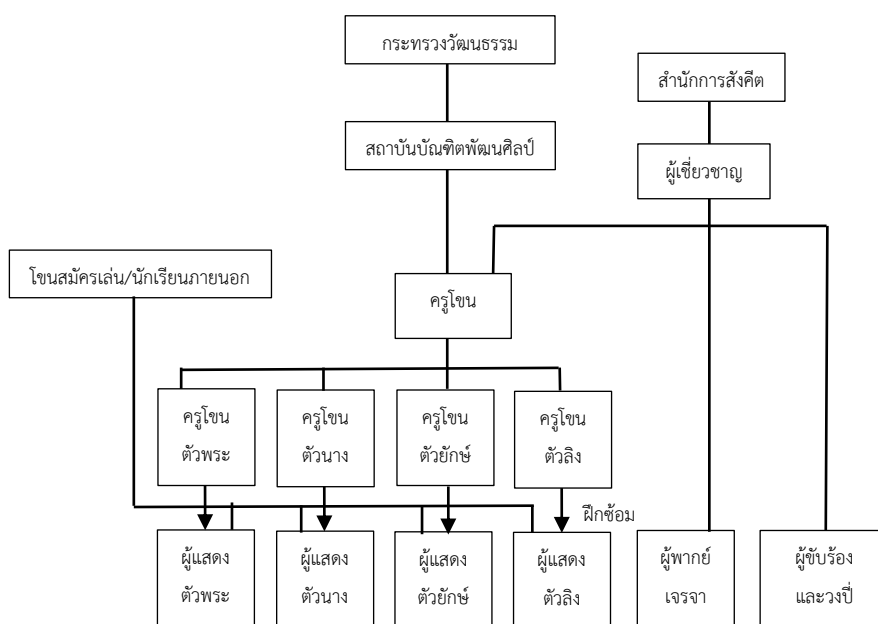 กระทรวงวัฒนธรรม
สำนักการสังคีต
สถาบันบัณฑิตพัฒนศิลป์
ผู้เชี่ยวชาญ
โขนสมัครเล่น/นักเรียนภายนอก
ครูโขน
ครูโขน
ตัวพระ
ครูโขน
ตัวนาง
ครูโขน
ตัวยักษ์
ครูโขน
ตัวลิง
ฝึกซ้อม
ผู้แสดง
ตัวพระ
ผู้แสดง
ตัวนาง
ผู้แสดง
ตัวยักษ์
ผู้แสดง
ตัวลิง
ผู้พากย์
เจรจา
ผู้ขับร้อง
และวงปี่